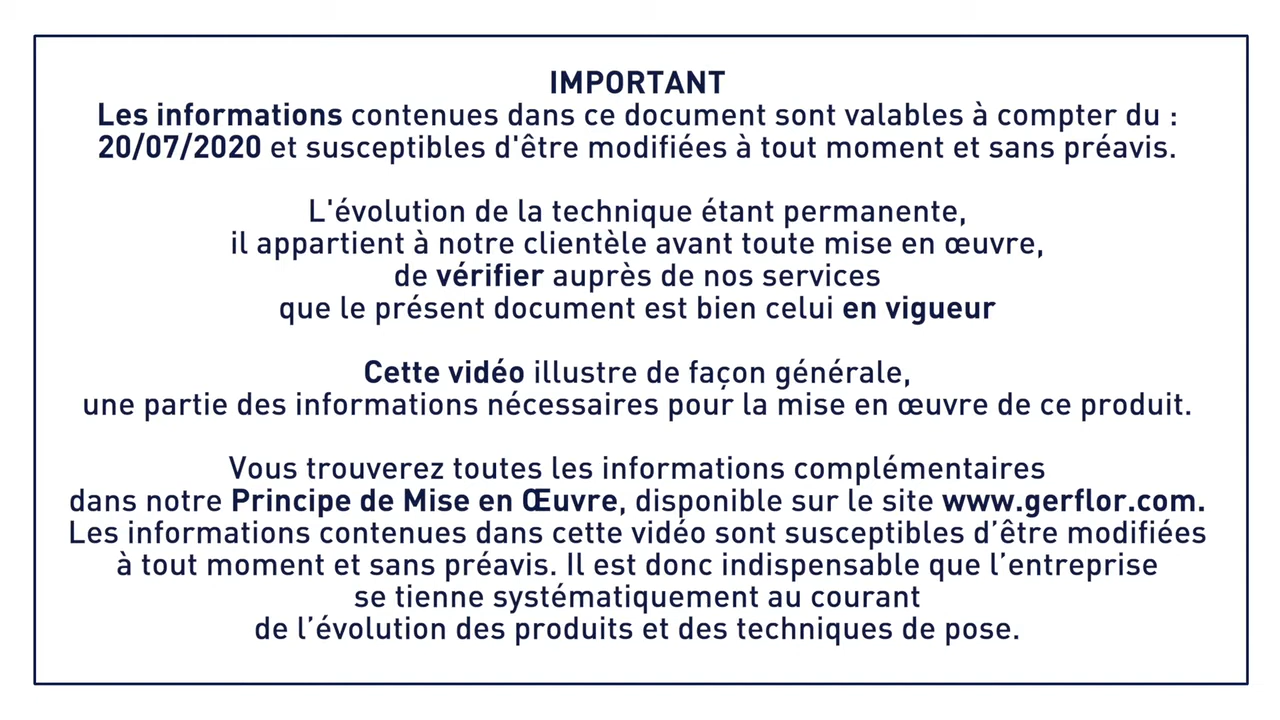 IMPORTANT
Les informations contenues dans ce document sont valables à compter du :
20/07/2020 et susceptibles d'être modifiées à tout moment et sans préavis.
L'évolution de la technique étant permanente,
il appartient à notre clientèle avant toute mise en œuvre,
de vérifier auprès de nos services
que le présent document est bien celui en vigueur
Cette vidéo illustre de façon générale,
une partie des informations nécessaires pour la mise en œuvre de ce produit.
Vous trouverez toutes les informations complémentaires
dans notre Principe de Mise en Œuvre, disponible sur le site www.gerflor.com.
Les informations contenues dans cette vidéo sont susceptibles d’être modifiées
à tout moment et sans préavis. Il est donc indispensable que l’entreprise
se tienne systématiquement au courant
de l’évolution des produits et des techniques de pose.